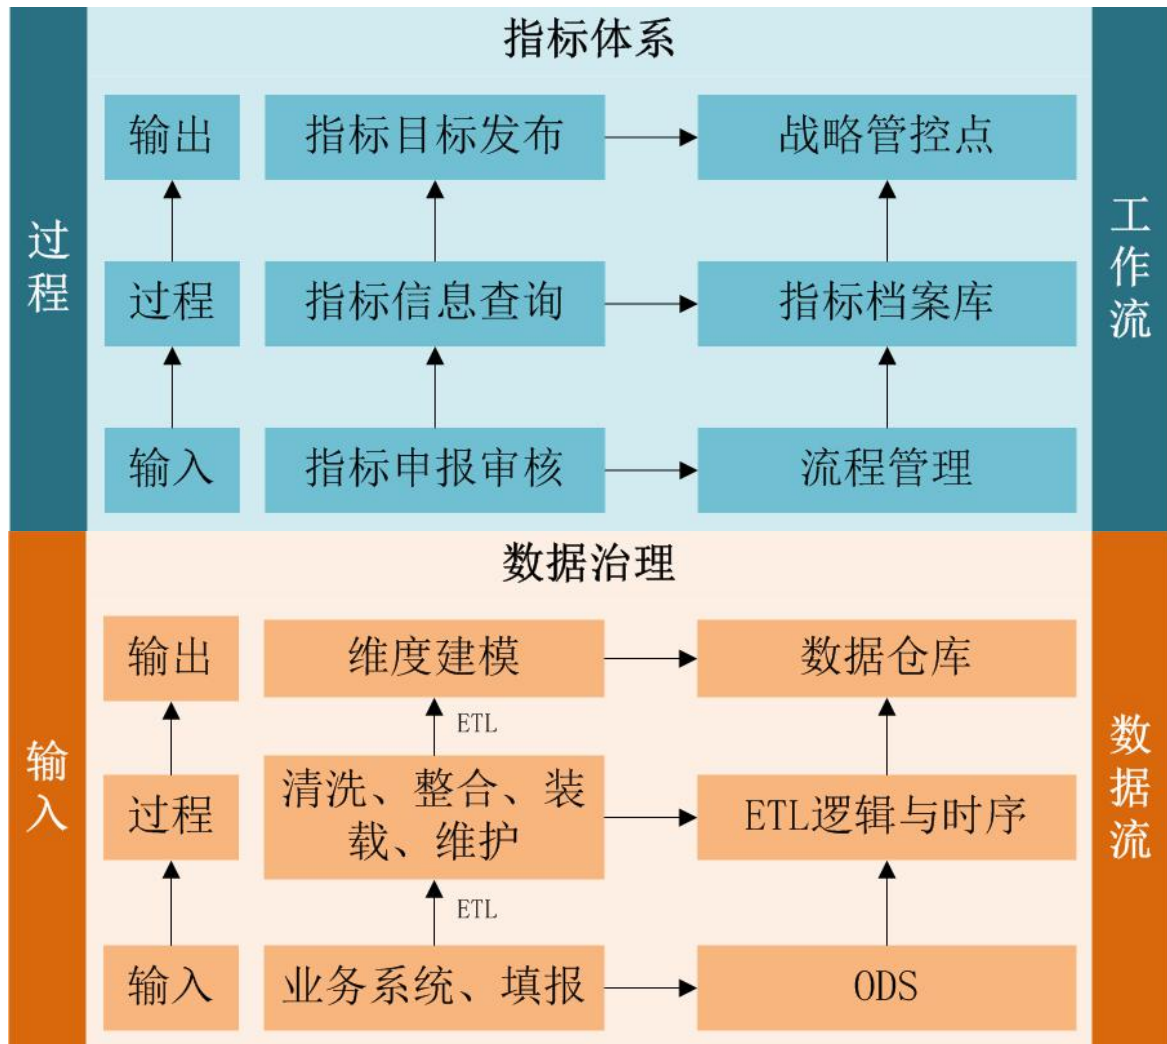 指标体系
过程
工作流
输出
指标目标发布
战略管控点
过程
指标信息查询
指标档案库
输入
指标申报审核
流程管理
数据治理
输入
数据流
输出
维度建模
数据仓库
ETL
过程
清洗、整合、装
载、维护
ETL逻辑与时序
ETL
输入
业务系统、填报
ODS